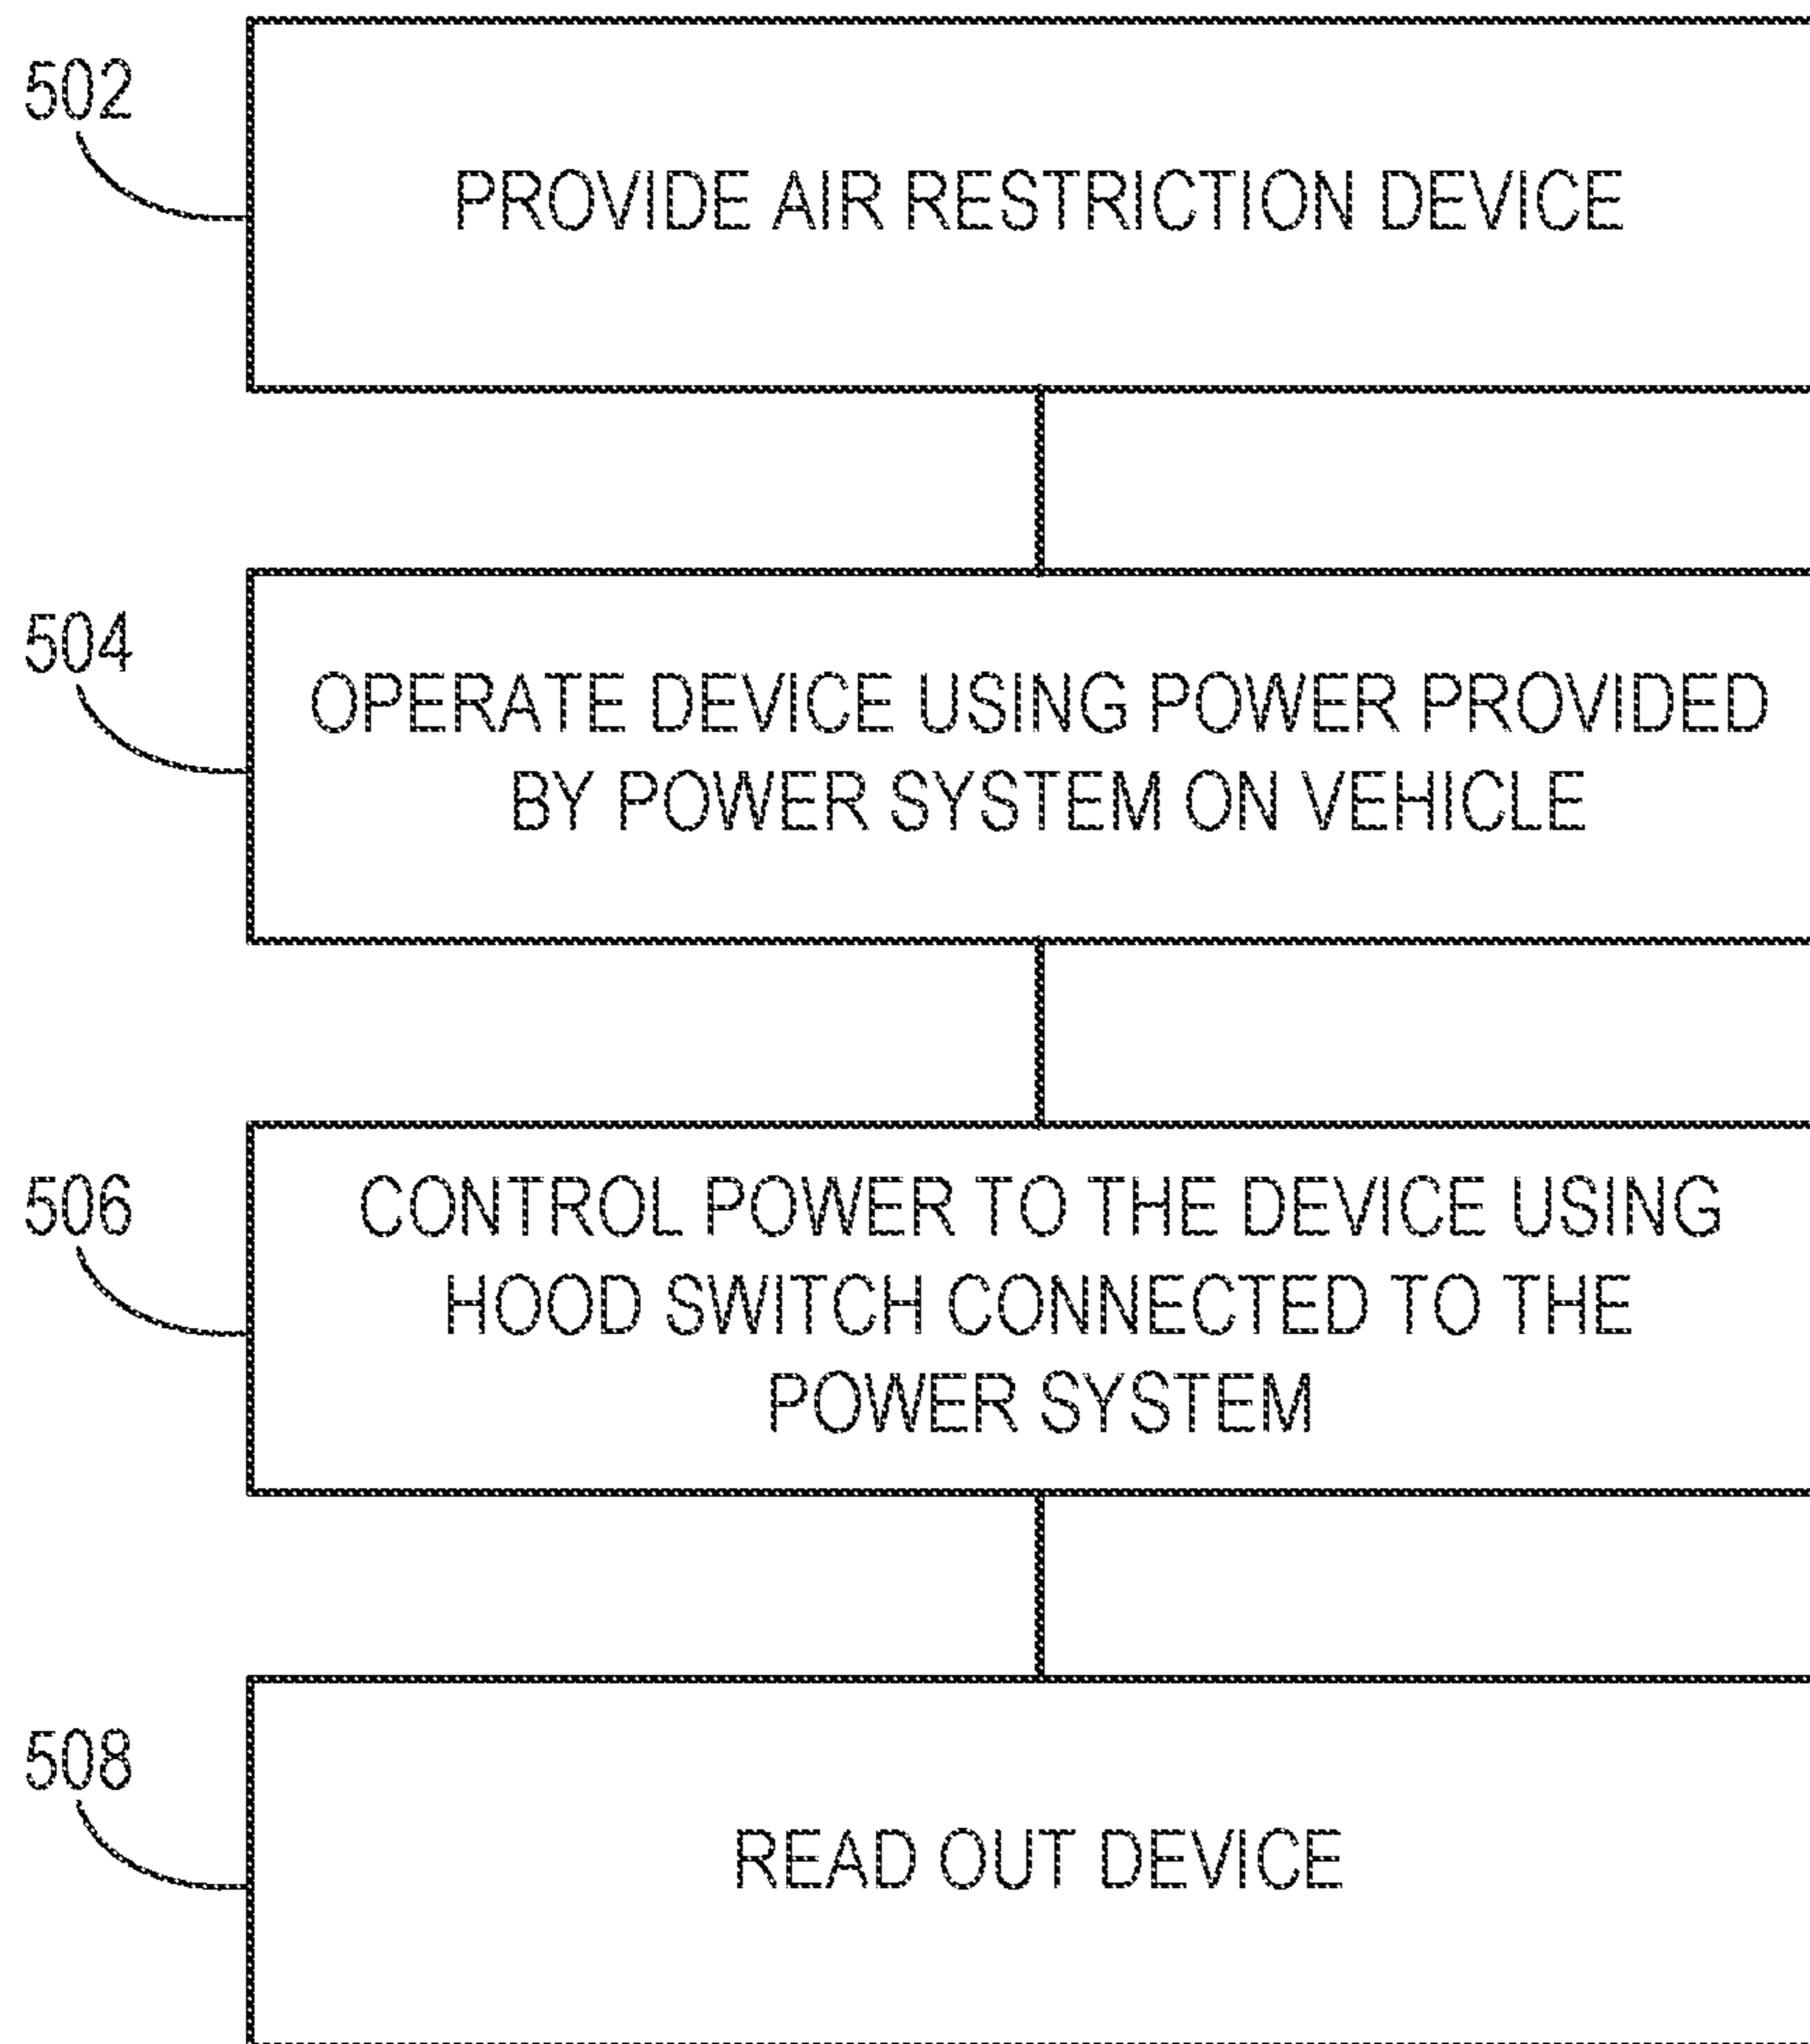 502
PROVIDE AIR RESTRICTION DEVICE
504
OPERATE DEVICE USING POWER PROVIDED
BY POWER SYSTEM ON VEHICLE
506
CONTROL POWER TO THE DEVICE USING
HOOD SWITCH CONNECTED TO THE
POWER SYSTEM
508
READ OUT DEVICE